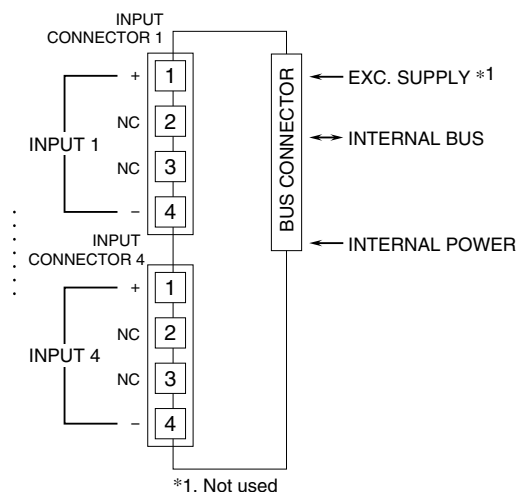 INPUT
CONNECTOR 1
+ 1
NC 2
NC 3
− 4
INPUT 1
BUS CONNECTOR
EXC. SUPPLY *1
INTERNAL BUS
INTERNAL POWER
INPUT
CONNECTOR 4
+ 1
NC 2
NC 3
− 4
INPUT 4
*1. Not used